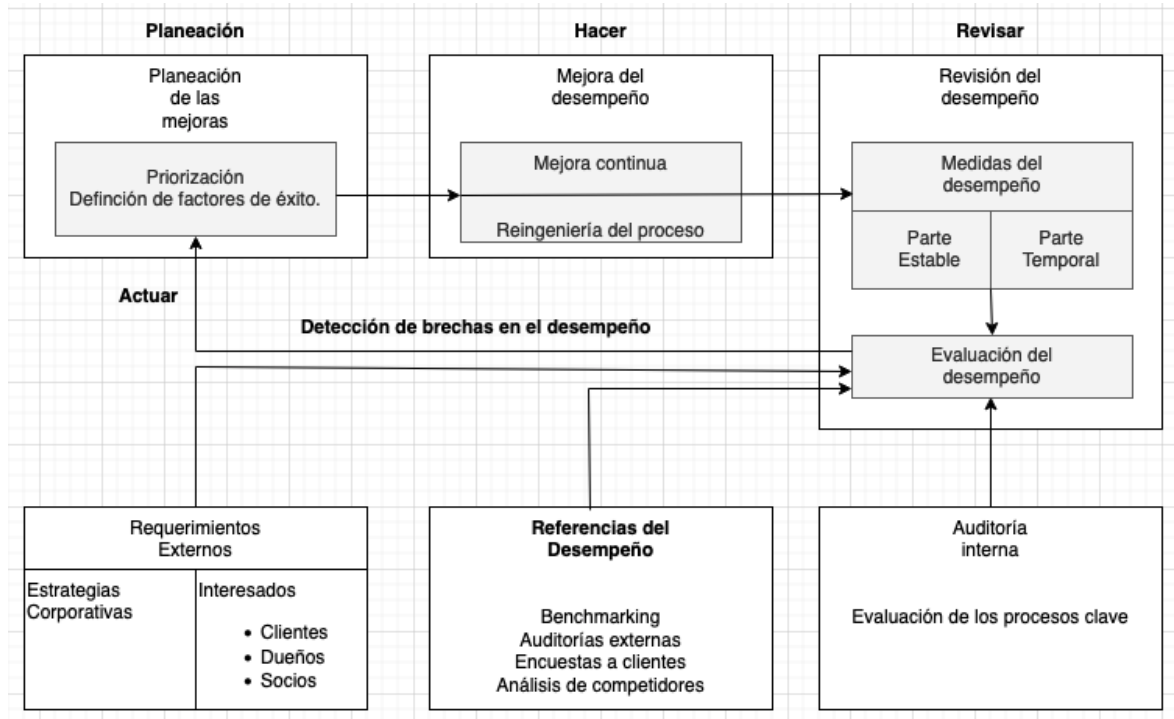 Planeación
Hacer
Revisar
Planeación
de las
mejoras
Priorización
Definción de factores de éxito.
Mejora del
desempeño
Mejora continua
Reingeniería del proceso
Revisión del
desempeño
Medidas del
desempeño
Parte
Estable
Parte
Temporal
Actuar
Detección de brechas en el desempeño
Evaluación del
desempeño
Requerimientos
Externos
Estrategias
Corporativas
Interesados
• Clientes
• Dueños
• Socios
Referencias del
Desempeño
Benchmarking
Auditorías externas
Encuestas a clientes
Análisis de competidores
Auditoría
interna
Evaluación de los procesos clave